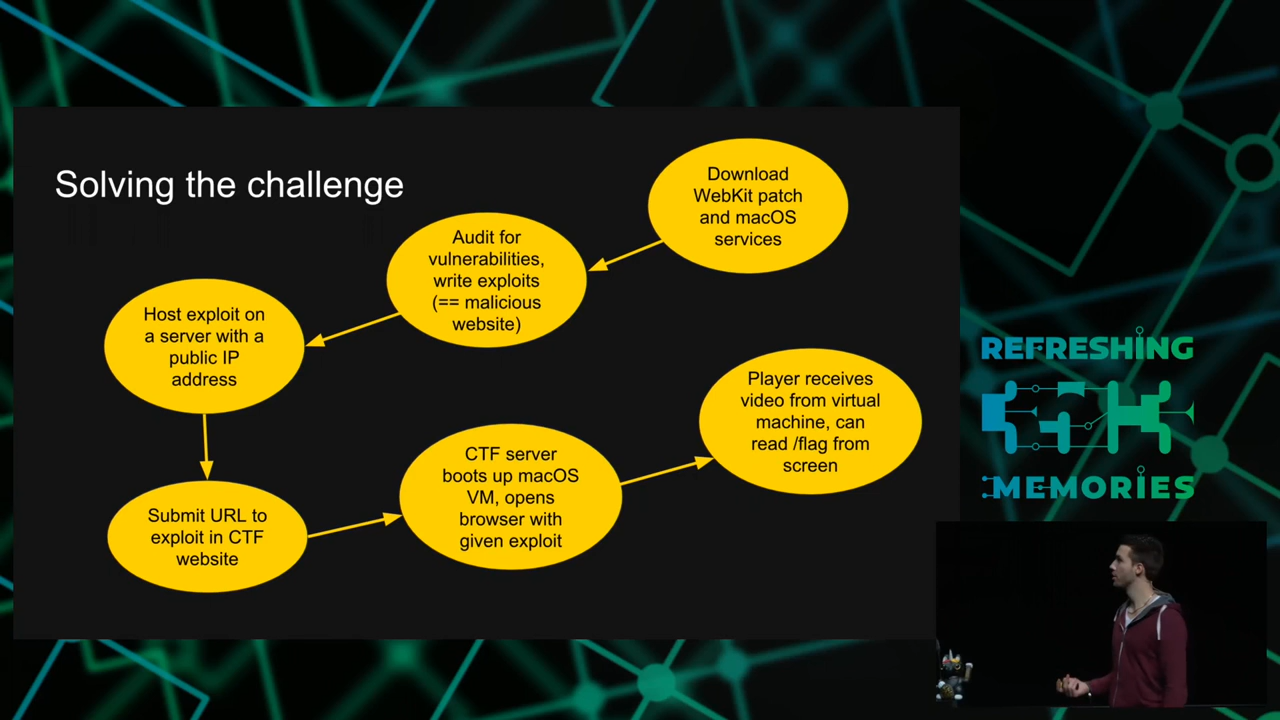 Solving the challenge
Download
WebKit patch
and macOS
services
Audit for
vulnerabilities,
write exploits
(== malicious
website)
Host exploit on
a server with a
public IP
address
Submit URL to
exploit in CTF
website
CTF server
boots up macOS
VM, opens
browser with
given exploit
Player receives
video from virtual
machine, can
read /flag from
screen
REFRESHING
35C3
MEMORIES